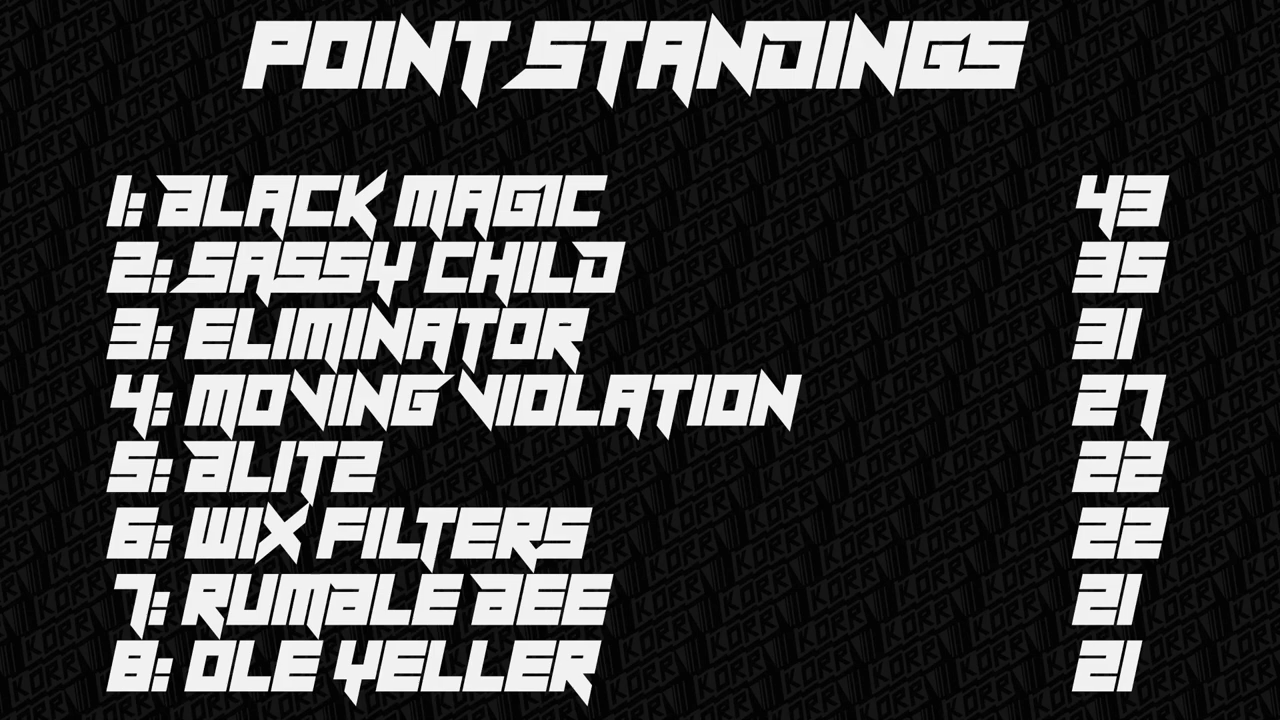 POINT STANDINGS
1: BLACK MAGIC 43
2: SASSY CHILD 35
3: ELIMINATOR 31
4: MOVING VIOLATION 27
5: BLITZ 22
6: WIX FILTERS 22
7: RUMBLE BEE 21
8: OLE YELLER 21